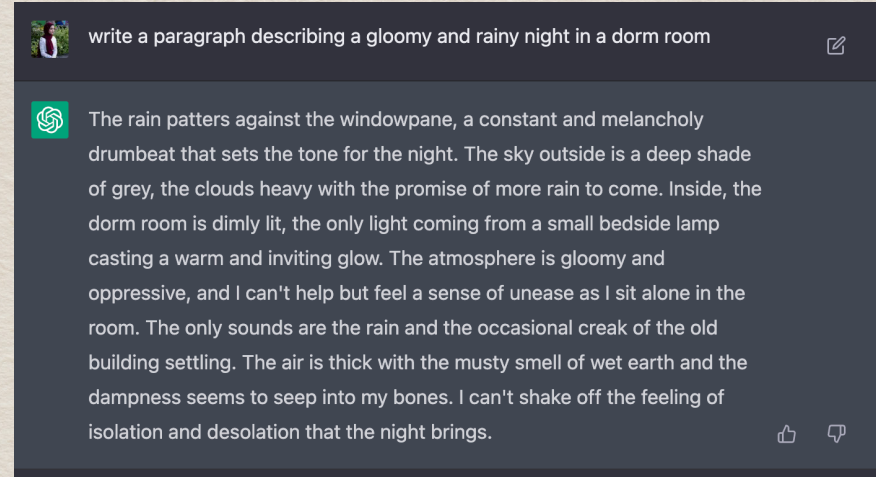 write a paragraph describing a gloomy and rainy night in a dorm room
The rain patters against the windowpane, a constant and melancholy
drumbeat that sets the tone for the night. The sky outside is a deep shade
of grey, the clouds heavy with the promise of more rain to come. Inside, the
dorm room is dimly lit, the only light coming from a small bedside lamp
casting a warm and inviting glow. The atmosphere is gloomy and
oppressive, and I can't help but feel a sense of unease as I sit alone in the
room. The only sounds are the rain and the occasional creak of the old
building settling. The air is thick with the musty smell of wet earth and the
dampness seems to seep into my bones. I can't shake off the feeling of
isolation and desolation that the night brings.